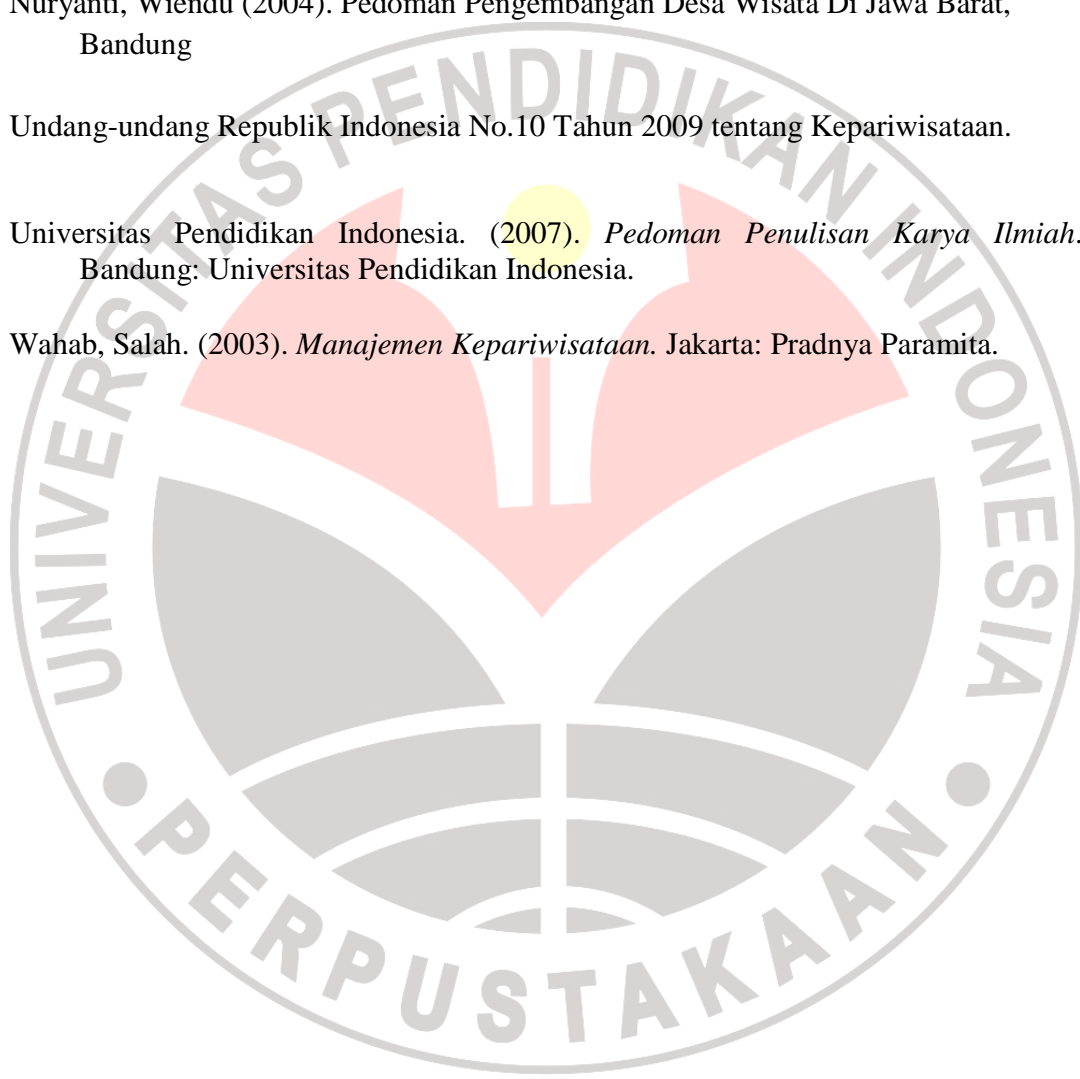 Nuryanti, Wiendu (2004). Pedoman Pengembangan Desa Wisata Di Jawa Barat,
Bandung
Undang-undang Republik Indonesia No.10 Tahun 2009 tentang Kepariwisataan.
Universitas Pendidikan Indonesia. (2007). Pedoman Penulisan Karya Ilmiah.
Bandung: Universitas Pendidikan Indonesia.
Wahab, Salah. (2003). Manajemen Kepariwisataan. Jakarta: Pradnya Paramita.
UNIVERSITAS PENDIDIKAN INDONESIA
PERPUSTAKAAN